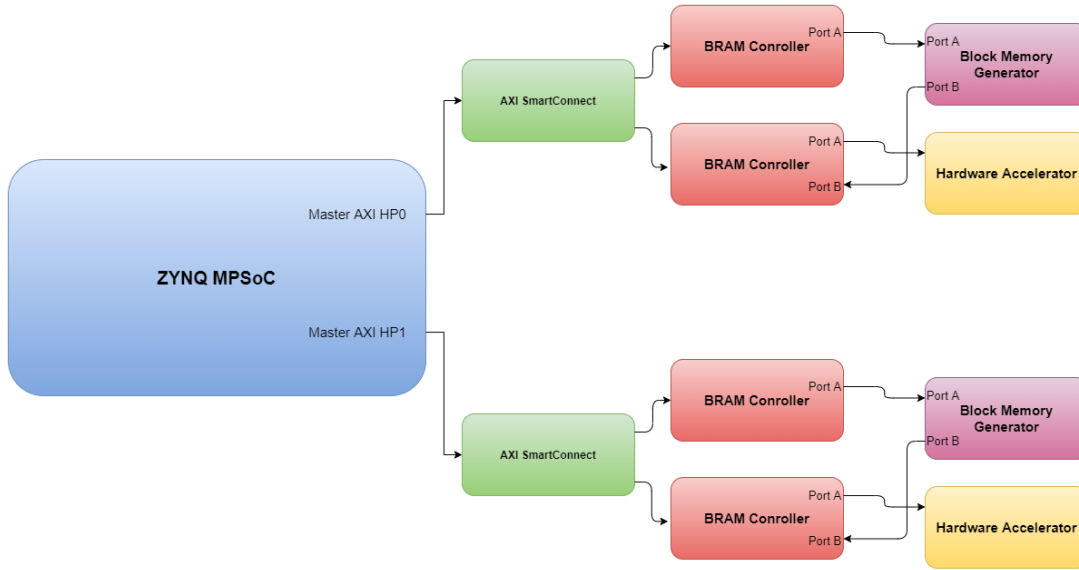 Port A
BRAM Conroller
Port A
Block Memory
Generator
Port B
AXI SmartConnect
Port A
BRAM Conroller
Port B
Hardware Accelerator
Master AXI HP0
ZYNQ MPSoC
Master AXI HP1
Port A
BRAM Conroller
Port A
Block Memory
Generator
Port B
AXI SmartConnect
Port A
BRAM Conroller
Port B
Hardware Accelerator